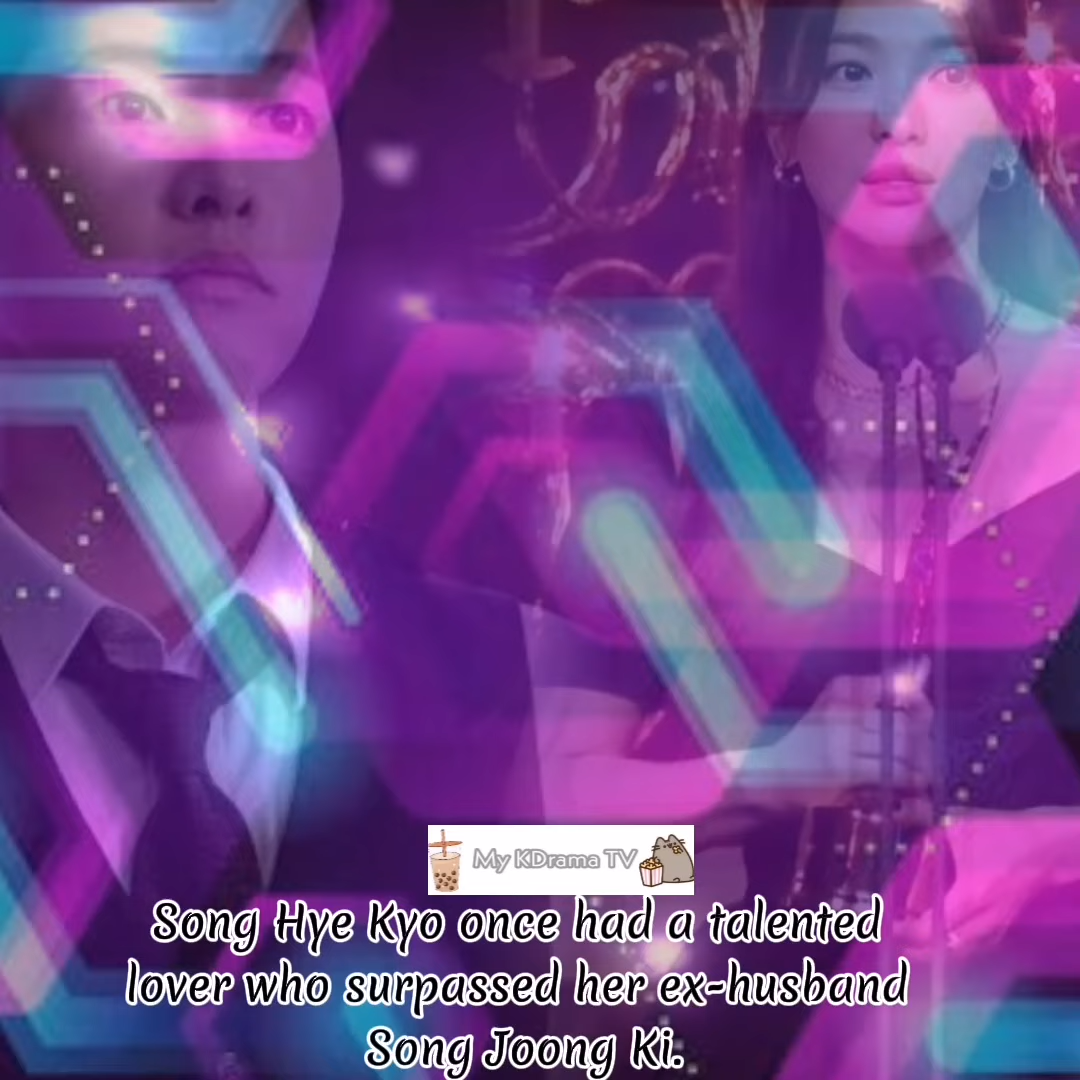 My KDrama TV
Song Hye Kyo once had a talented
lover who surpassed her ex-husband
Song Joong Ki.